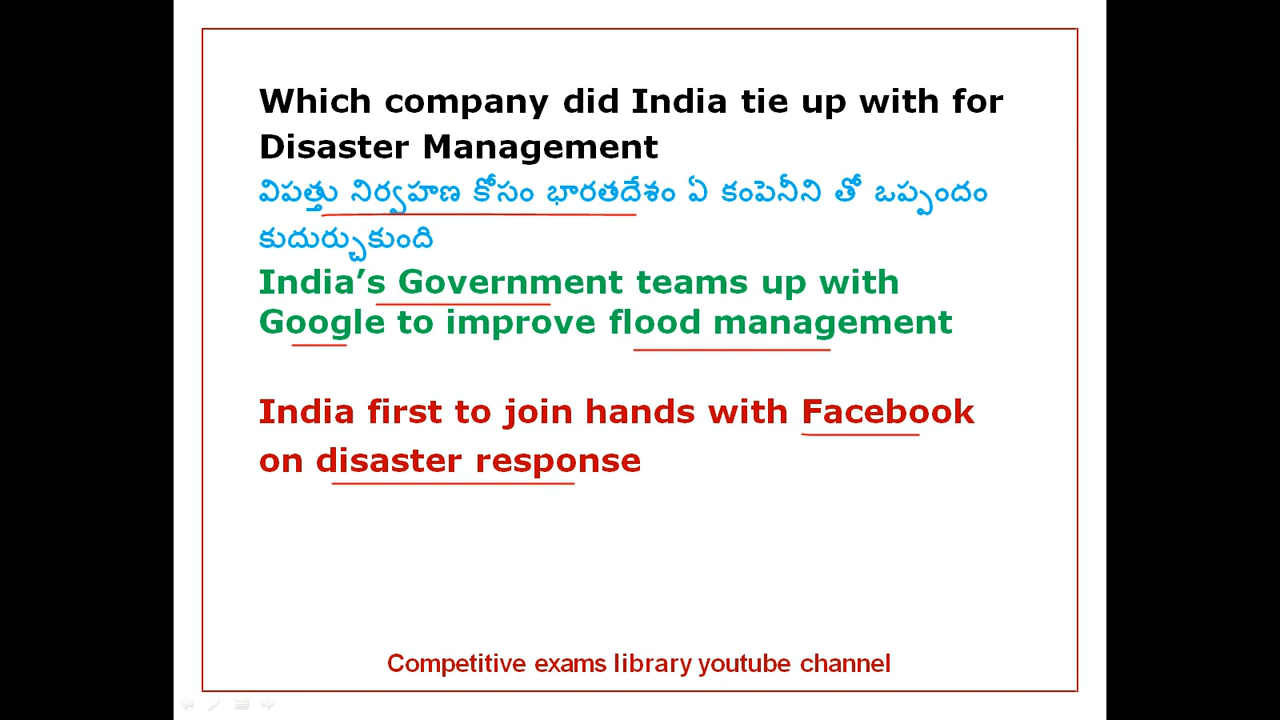 Which company did India tie up with for
Disaster Management
విపత్తు నిర్వహణ కోసం భారతదేశం ఏ కంపెనీని తో ఒప్పందం
కుదుర్చుకుంది
India’s Government teams up with
Google to improve flood management
India first to join hands with Facebook
on disaster response
Competitive exams library youtube channel